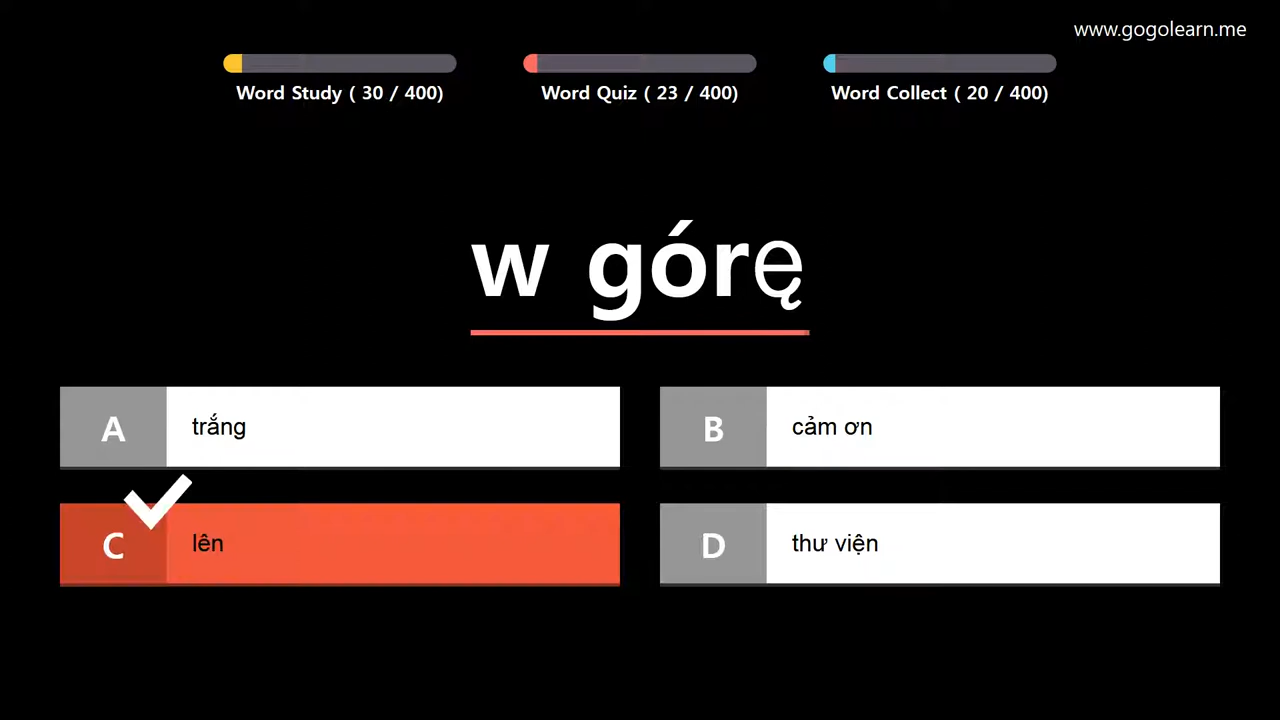 www.gogolearn.me
Word Study ( 30 / 400)
Word Quiz ( 23 / 400)
Word Collect ( 20 / 400)
w górę
A
trắng
B
cảm ơn
C
lên
D
thư viện